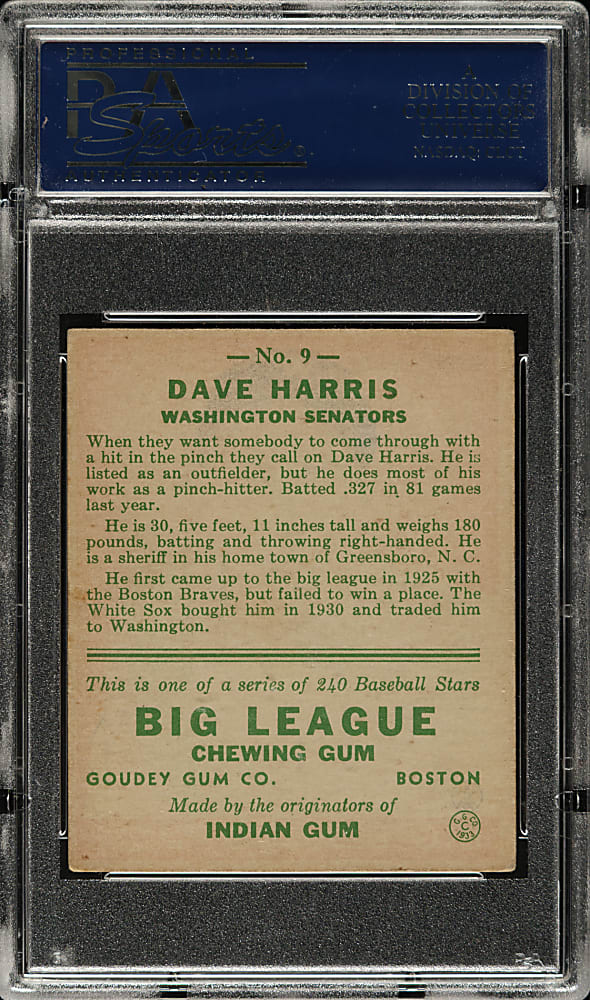 PROFESSIONAL
PSA
Sports
AUTHENTICATOR
A
DIVISION OF
COLLECTORS
UNIVERSE
NASDAQ: CLCT
— No. 9 —
DAVE HARRIS
WASHINGTON SENATORS
When they want somebody to come through with
a hit in the pinch they call on Dave Harris. He is
listed as an outfielder, but he does most of his
work as a pinch-hitter. Batted .327 in 81 games
last year.
He is 30, five feet, 11 inches tall and weighs 180
pounds, batting and throwing right-handed. He
is a sheriff in his home town of Greensboro, N. C.
He first came up to the big league in 1925 with
the Boston Braves, but failed to win a place. The
White Sox bought him in 1930 and traded him
to Washington.
This is one of a series of 240 Baseball Stars
BIG LEAGUE
CHEWING GUM
GOUDEY GUM CO. BOSTON
Made by the originators of
INDIAN GUM
G. G. CO.
C
1933